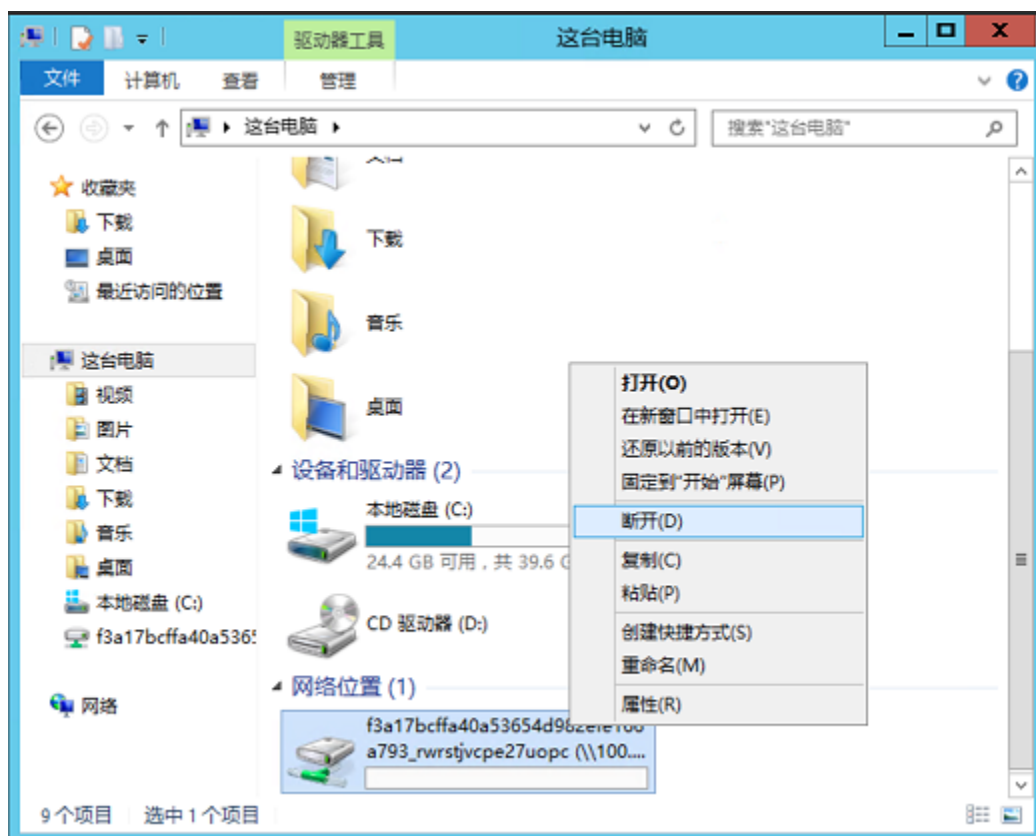 驱动器工具
这台电脑
文件
计算机
查看
管理
这台电脑
搜索"这台电脑"
收藏夹
下载
桌面
最近访问的位置
这台电脑
视频
图片
文档
下载
音乐
桌面
本地磁盘 (C:)
f3a17bcffa40a5365
网络
下载
音乐
桌面
设备和驱动器 (2)
本地磁盘 (C:)
24.4 GB 可用，共 39.6
CD 驱动器 (D:)
网络位置 (1)
f3a17bcffa40a53654d982efe166
a793_rwrstjvcpe27uopc (\\100....
打开(O)
在新窗口中打开(E)
还原以前的版本(V)
固定到"开始"屏幕(P)
断开(D)
复制(C)
粘贴(P)
创建快捷方式(S)
重命名(M)
属性(R)
9 个项目
选中 1 个项目